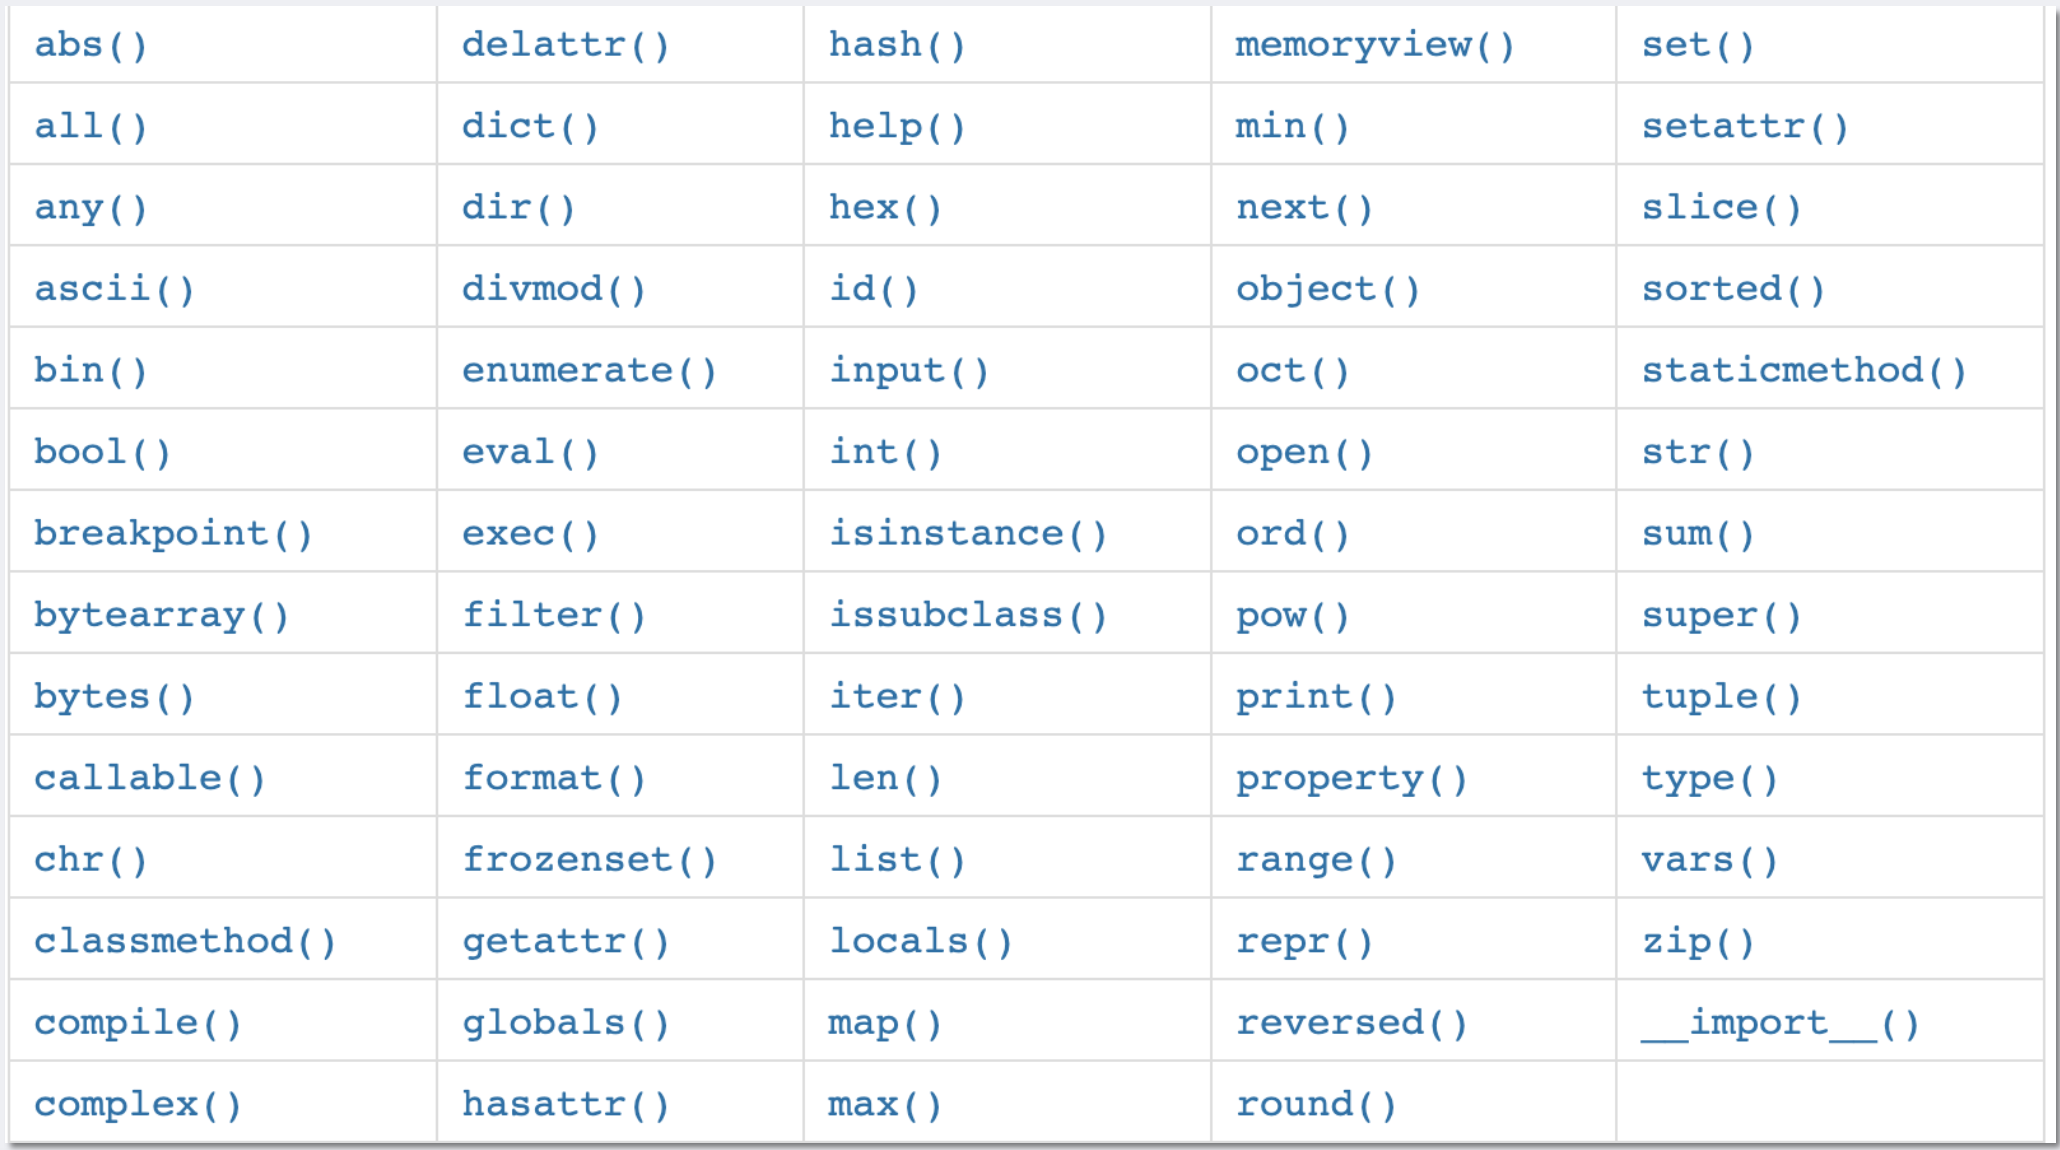 abs() delattr() hash() memoryview() set()
all() dict() help() min() setattr()
any() dir() hex() next() slice()
ascii() divmod() id() object() sorted()
bin() enumerate() input() oct() staticmethod()
bool() eval() int() open() str()
breakpoint() exec() isinstance() ord() sum()
bytearray() filter() issubclass() pow() super()
bytes() float() iter() print() tuple()
callable() format() len() property() type()
chr() frozenset() list() range() vars()
classmethod() getattr() locals() repr() zip()
compile() globals() map() reversed() __import__()
complex() hasattr() max() round()